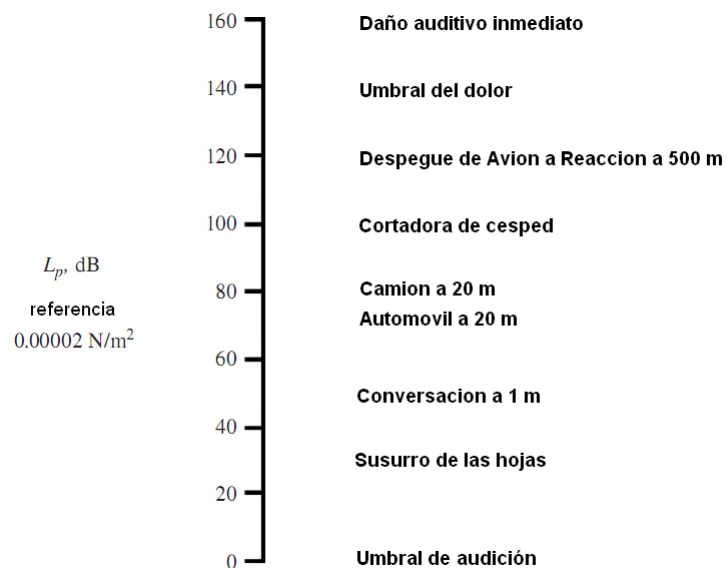 160 Daño auditivo inmediato
140 Umbral del dolor
120 Despegue de Avion a Reaccion a 500 m
100 Cortadora de cesped
Lp, dB
referencia
0.00002 N/m²
80 Camion a 20 m
Automovil a 20 m
60
Conversacion a 1 m
40
Susurro de las hojas
20
0 Umbral de audición